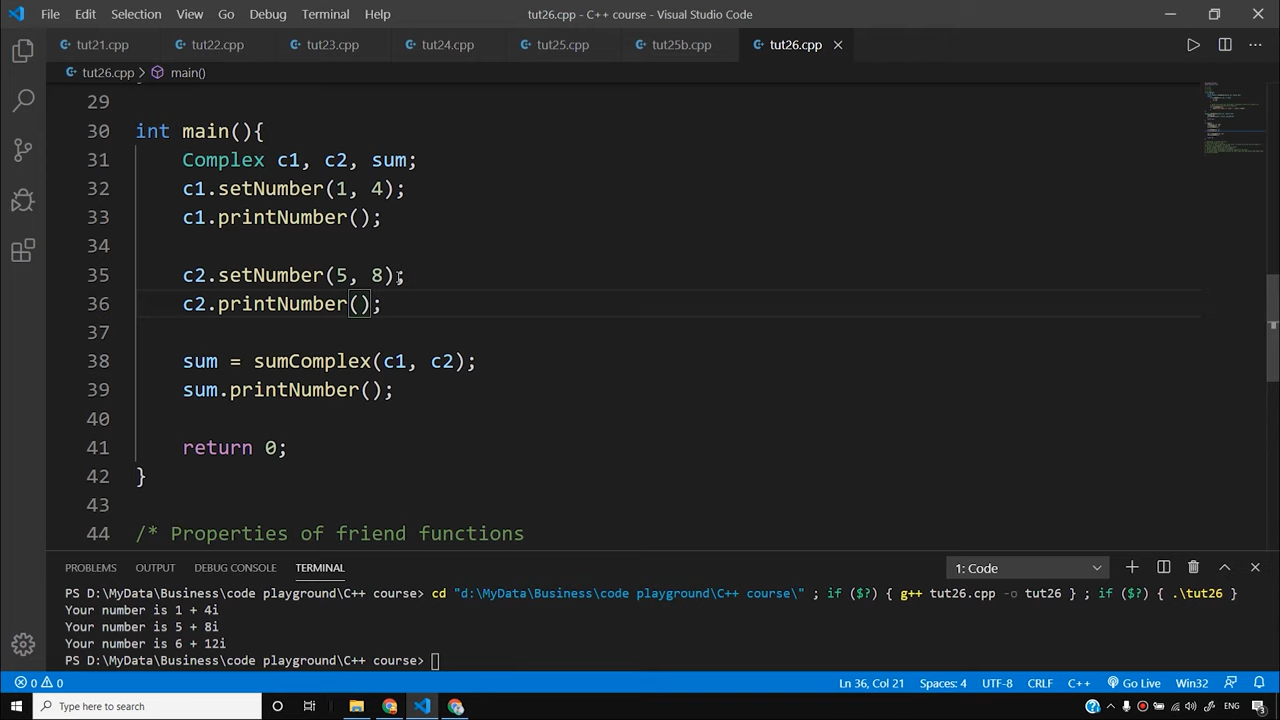 File Edit Selection View Go Debug Terminal Help tut26.cpp - C++ course - Visual Studio Code
tut21.cpp tut22.cpp tut23.cpp tut24.cpp tut25.cpp tut25b.cpp tut26.cpp
tut26.cpp > main()
29
30 int main(){
31 Complex c1, c2, sum;
32 c1.setNumber(1, 4);
33 c1.printNumber();
34
35 c2.setNumber(5, 8);
36 c2.printNumber();
37
38 sum = sumComplex(c1, c2);
39 sum.printNumber();
40
41 return 0;
42 }
43
44 /* Properties of friend functions
PROBLEMS OUTPUT DEBUG CONSOLE TERMINAL 1: Code
PS D:\MyData\Business\code playground\C++ course> cd "d:\MyData\Business\code playground\C++ course\" ; if ($?) { g++ tut26.cpp -o tut26 } ; if ($?) { .\tut26 }
Your number is 1 + 4i
Your number is 5 + 8i
Your number is 6 + 12i
PS D:\MyData\Business\code playground\C++ course>
0 0 Ln 36, Col 21 Spaces: 4 UTF-8 CRLF C++ Go Live Win32
Type here to search ENG 3